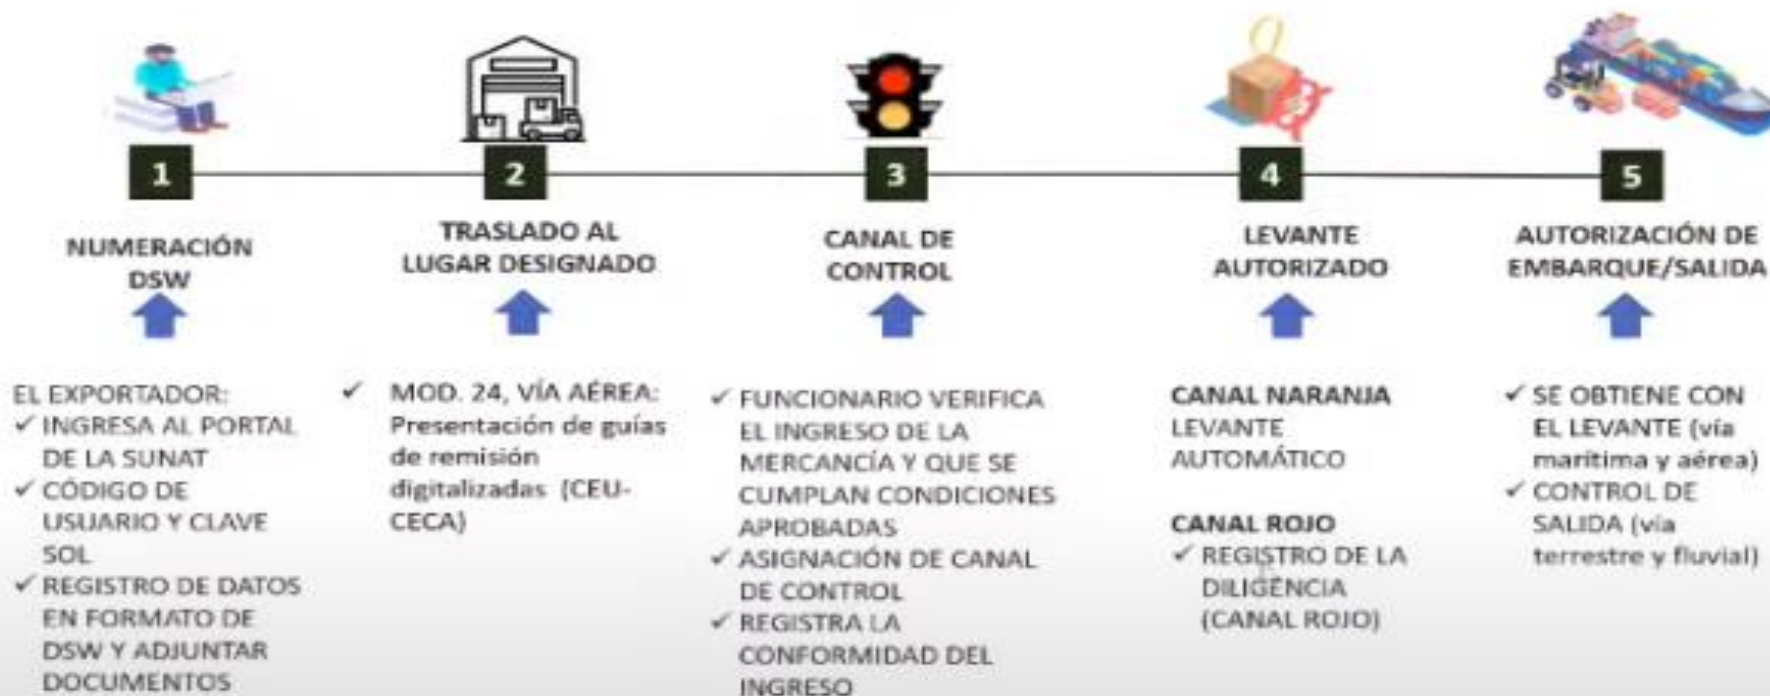 1
NUMERACIÓN
DSW
EL EXPORTADOR:
✓ INGRESA AL PORTAL
DE LA SUNAT
✓ CÓDIGO DE
USUARIO Y CLAVE
SOL
✓ REGISTRO DE DATOS
EN FORMATO DE
DSW Y ADJUNTAR
DOCUMENTOS
2
TRASLADO AL
LUGAR DESIGNADO
✓ MOD. 24, VÍA AÉREA:
Presentación de guías
de remisión
digitalizadas (CEU-
CECA)
3
CANAL DE
CONTROL
✓ FUNCIONARIO VERIFICA
EL INGRESO DE LA
MERCANCÍA Y QUE SE
CUMPLAN CONDICIONES
APROBADAS
✓ ASIGNACIÓN DE CANAL
DE CONTROL
✓ REGISTRA LA
CONFORMIDAD DEL
INGRESO
4
LEVANTE
AUTORIZADO
CANAL NARANJA
LEVANTE
AUTOMÁTICO
CANAL ROJO
✓ REGISTRO DE LA
DILIGENCIA
(CANAL ROJO)
5
AUTORIZACIÓN DE
EMBARQUE/SALIDA
✓ SE OBTIENE CON
EL LEVANTE (vía
marítima y aérea)
✓ CONTROL DE
SALIDA (vía
terrestre y fluvial)